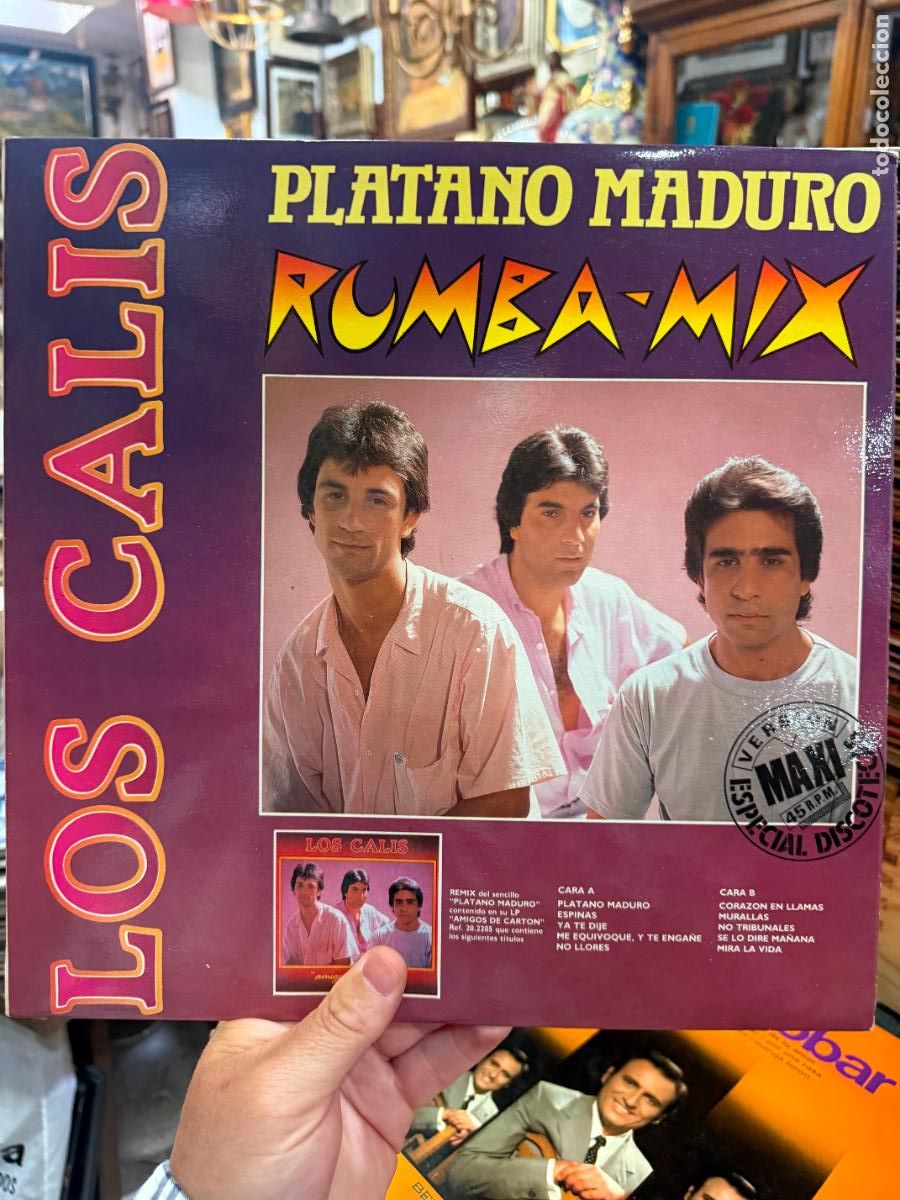 todocoleccion
LOS CALIS
PLATANO MADURO
RUMBA-MIX
VERSION
MAXI
45 R.P.M.
ESPECIAL DISCOTEC
LOS CALIS
REMIX del sencillo
"PLATANO MADURO"
contenido en su LP
"AMIGOS DE CARTON"
Ref. 20.2205 que contiene
los siguientes títulos
CARA A
PLATANO MADURO
ESPINAS
YA TE DIJE
ME EQUIVOQUE, Y TE ENGAÑE
NO LLORES
CARA B
CORAZON EN LLAMAS
MURALLAS
NO TRIBUNALES
SE LO DIRE MAÑANA
MIRA LA VIDA
obar
BE